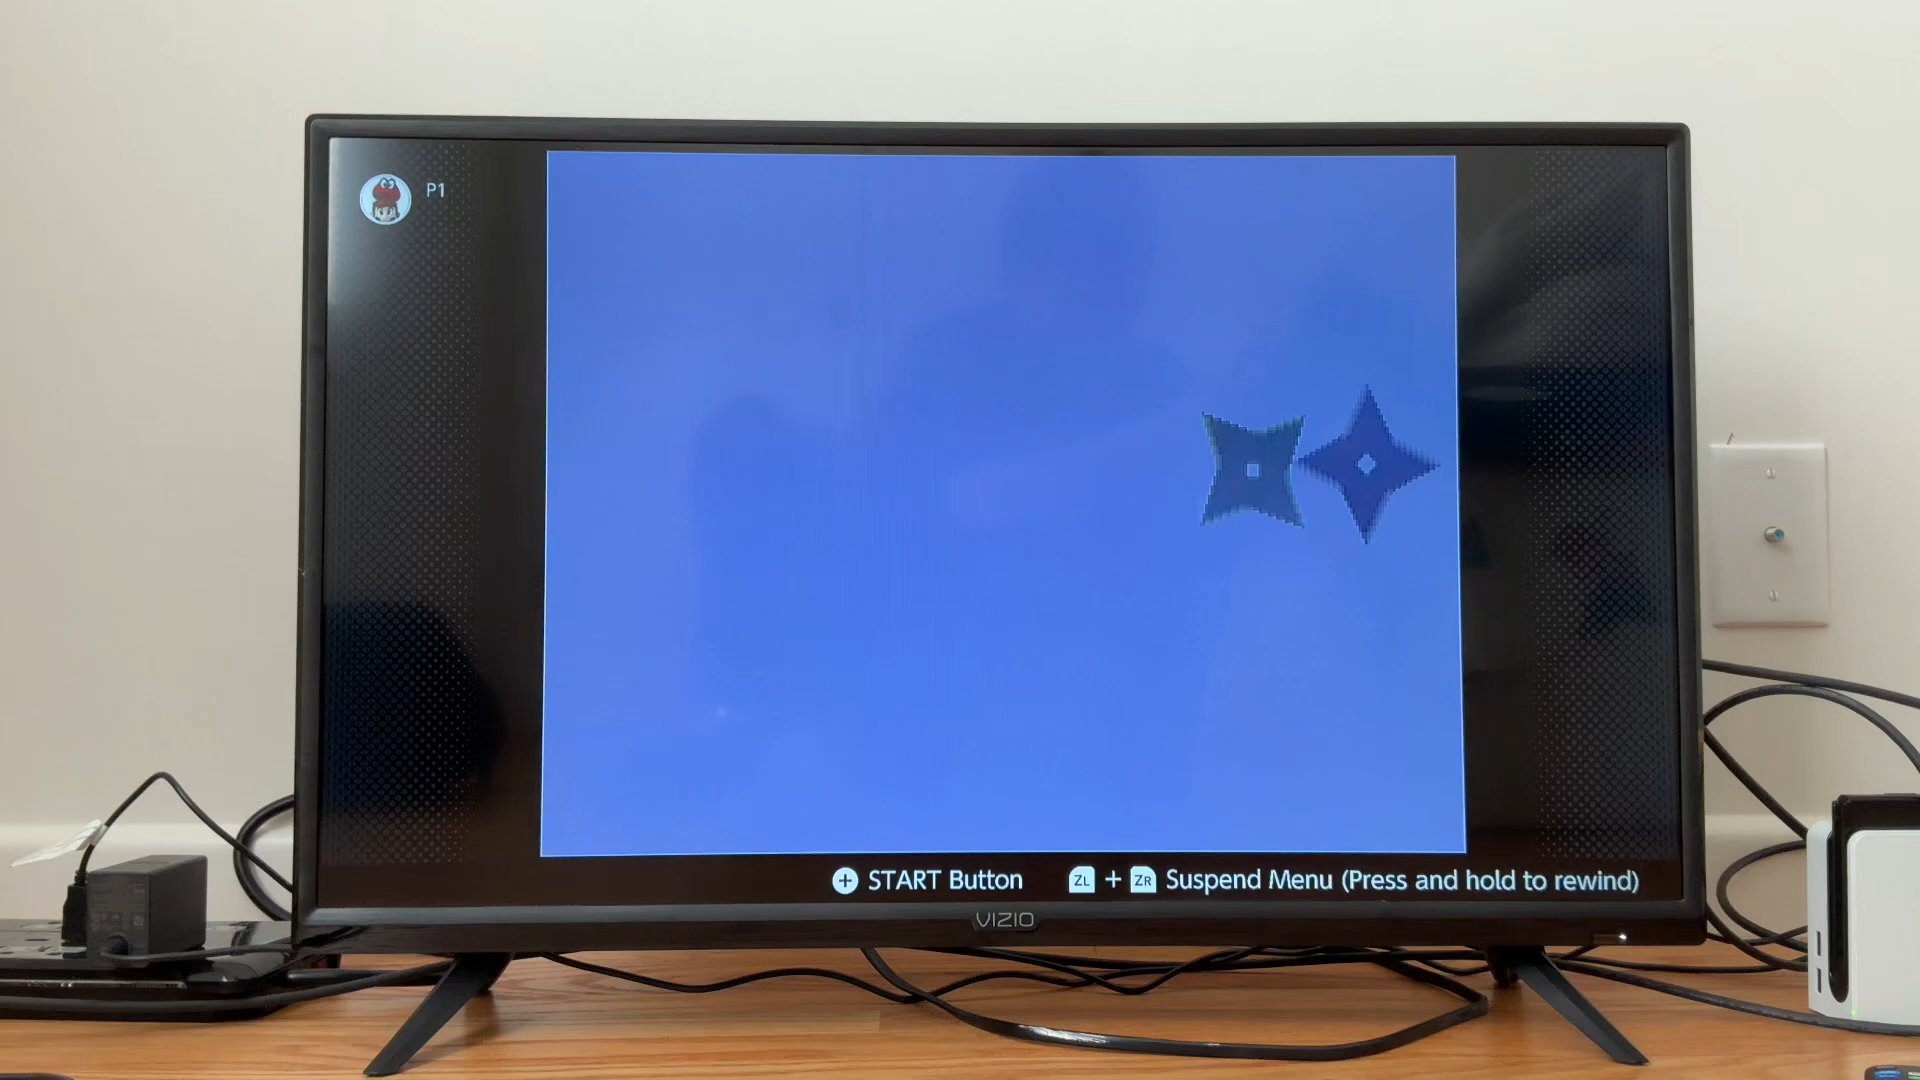 P1
+ START Button ZL + ZR Suspend Menu (Press and hold to rewind)
VIZIO